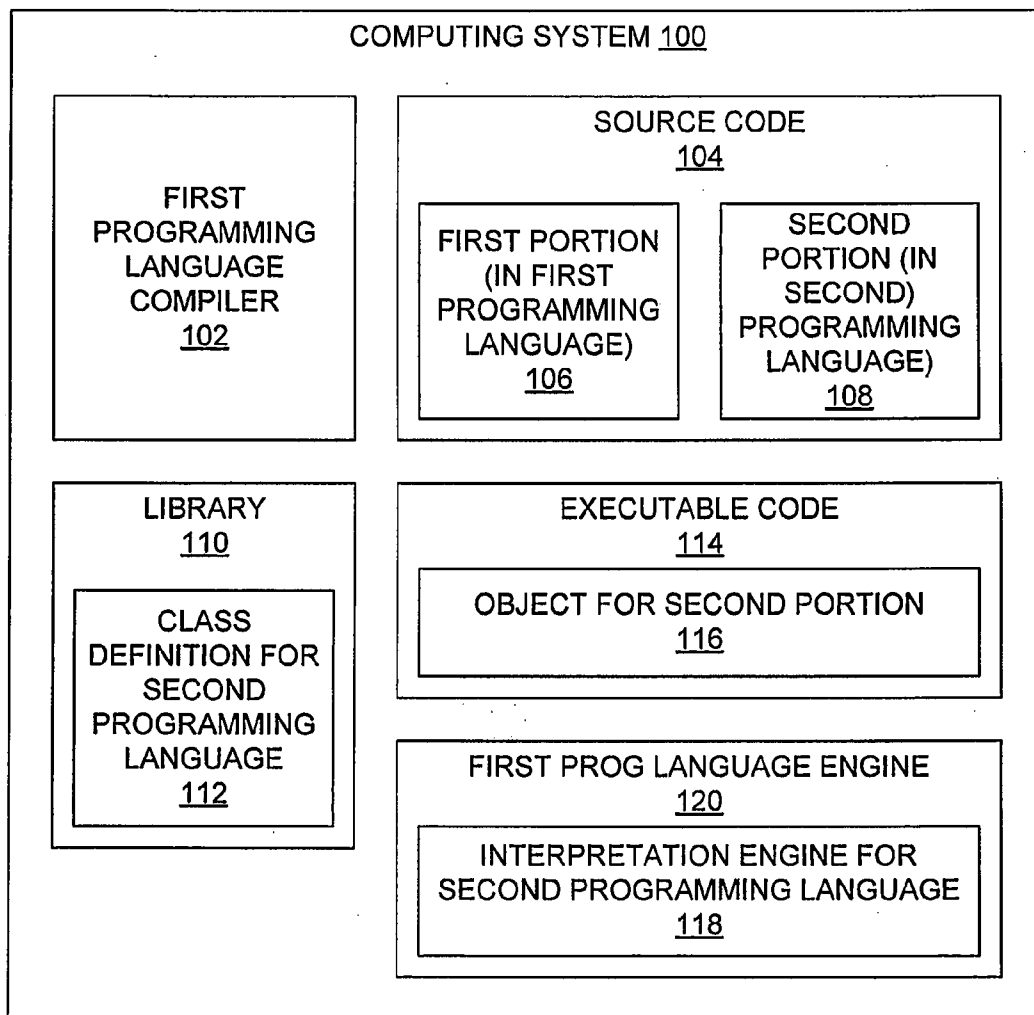 COMPUTING SYSTEM 100
FIRST
PROGRAMMING
LANGUAGE
COMPILER
102
SOURCE CODE
104
FIRST PORTION
(IN FIRST
PROGRAMMING
LANGUAGE)
106
SECOND
PORTION (IN
SECOND)
PROGRAMMING
LANGUAGE)
108
LIBRARY
110
CLASS
DEFINITION FOR
SECOND
PROGRAMMING
LANGUAGE
112
EXECUTABLE CODE
114
OBJECT FOR SECOND PORTION
116
FIRST PROG LANGUAGE ENGINE
120
INTERPRETATION ENGINE FOR
SECOND PROGRAMMING LANGUAGE
118